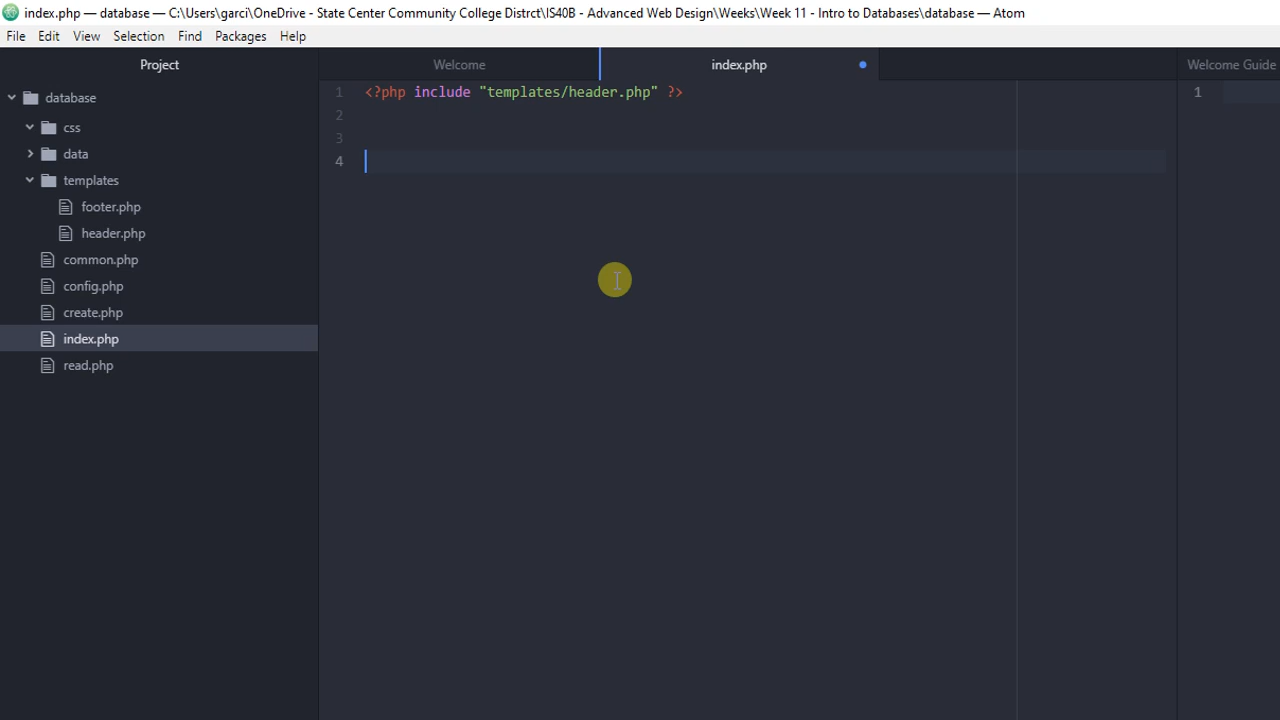 index.php — database — C:\Users\garci\OneDrive - State Center Community College Distrct\IS40B - Advanced Web Design\Weeks\Week 11 - Intro to Databases\database — Atom
File Edit View Selection Find Packages Help
Project
Welcome
index.php
Welcome Guide
database
css
data
templates
footer.php
header.php
common.php
config.php
create.php
index.php
read.php
1 <?php include "templates/header.php" ?>
2
3
4
1